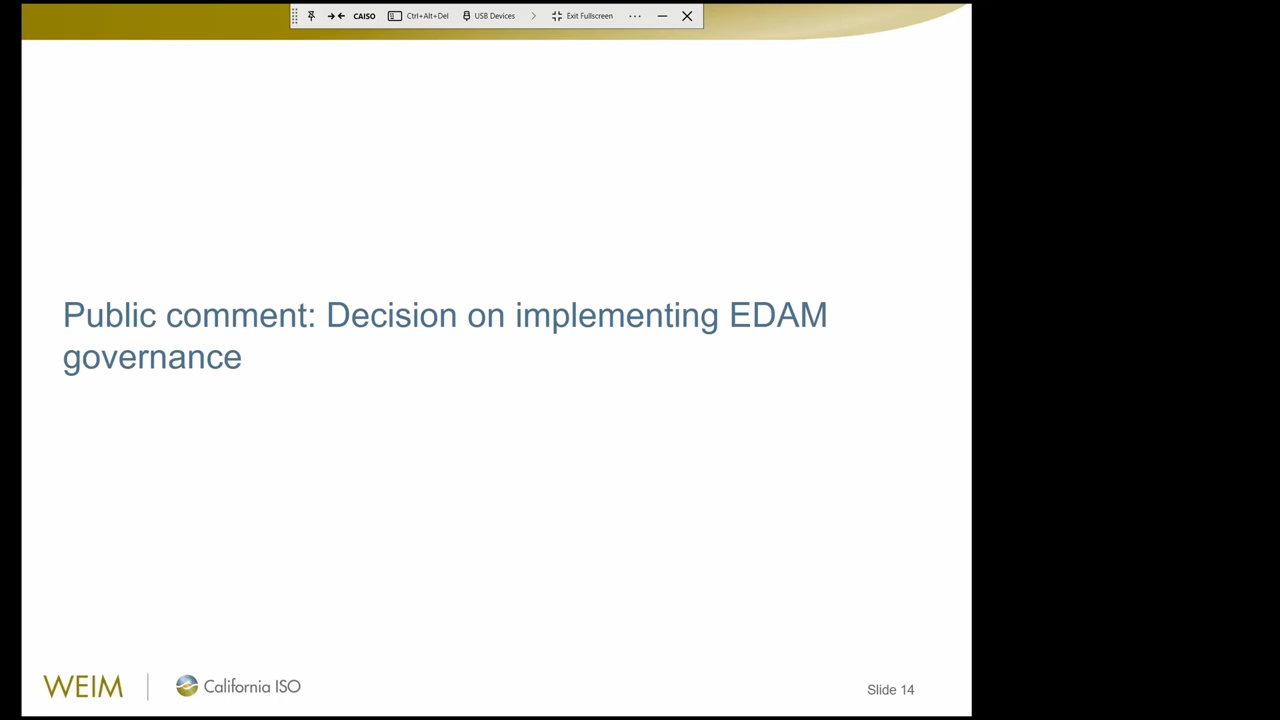 CAISO Ctrl+Alt+Del USB Devices Exit Fullscreen
Public comment: Decision on implementing EDAM
governance
WEIM California ISO
Slide 14